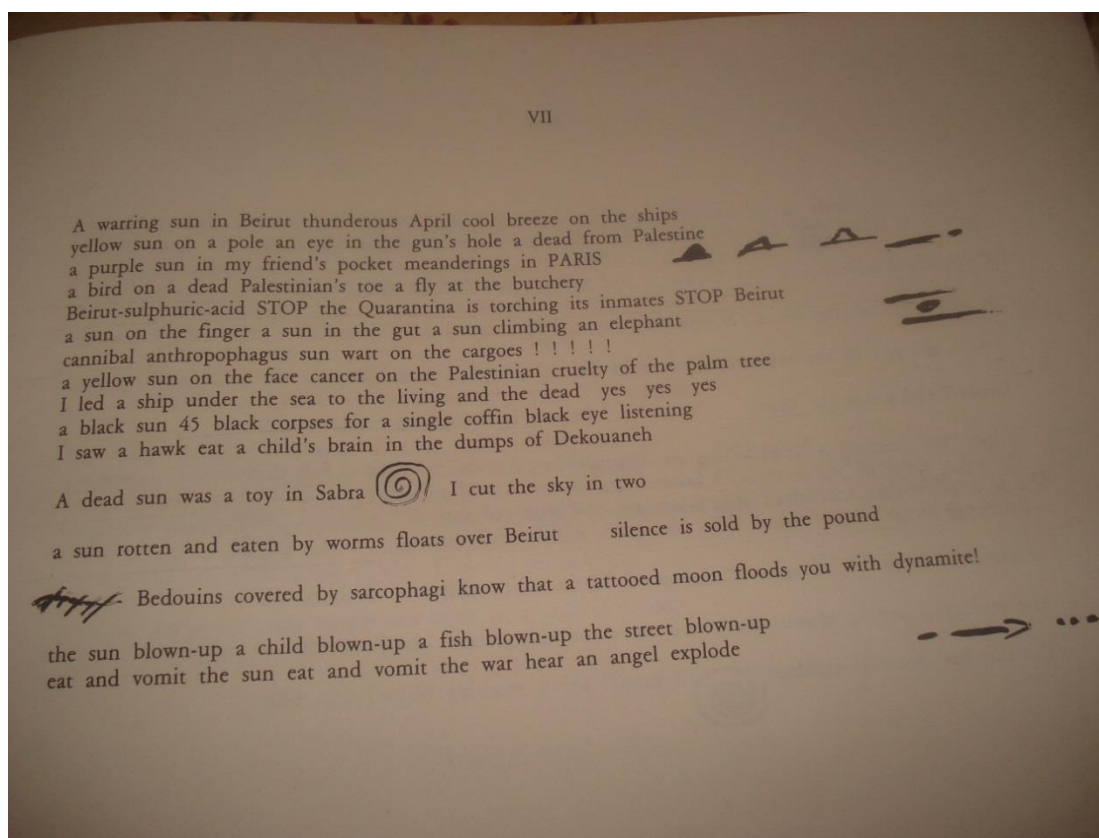 VII
A warring sun in Beirut thunderous April cool breeze on the ships
yellow sun on a pole an eye in the gun's hole a dead from Palestine
a purple sun in my friend's pocket meanderings in PARIS
a bird on a dead Palestinian's toe a fly at the butchery
Beirut-sulphuric-acid STOP the Quarantina is torching its inmates STOP Beirut
a sun on the finger a sun in the gut a sun climbing an elephant
cannibal anthropophagus sun wart on the cargoes ! ! ! ! !
a yellow sun on the face cancer on the Palestinian cruelty of the palm tree
I led a ship under the sea to the living and the dead yes yes yes
a black sun 45 black corpses for a single coffin black eye listening
I saw a hawk eat a child's brain in the dumps of Dekouaneh
A dead sun was a toy in Sabra I cut the sky in two
a sun rotten and eaten by worms floats over Beirut silence is sold by the pound
Bedouins covered by sarcophagi know that a tattooed moon floods you with dynamite!
the sun blown-up a child blown-up a fish blown-up the street blown-up
eat and vomit the sun eat and vomit the war hear an angel explode